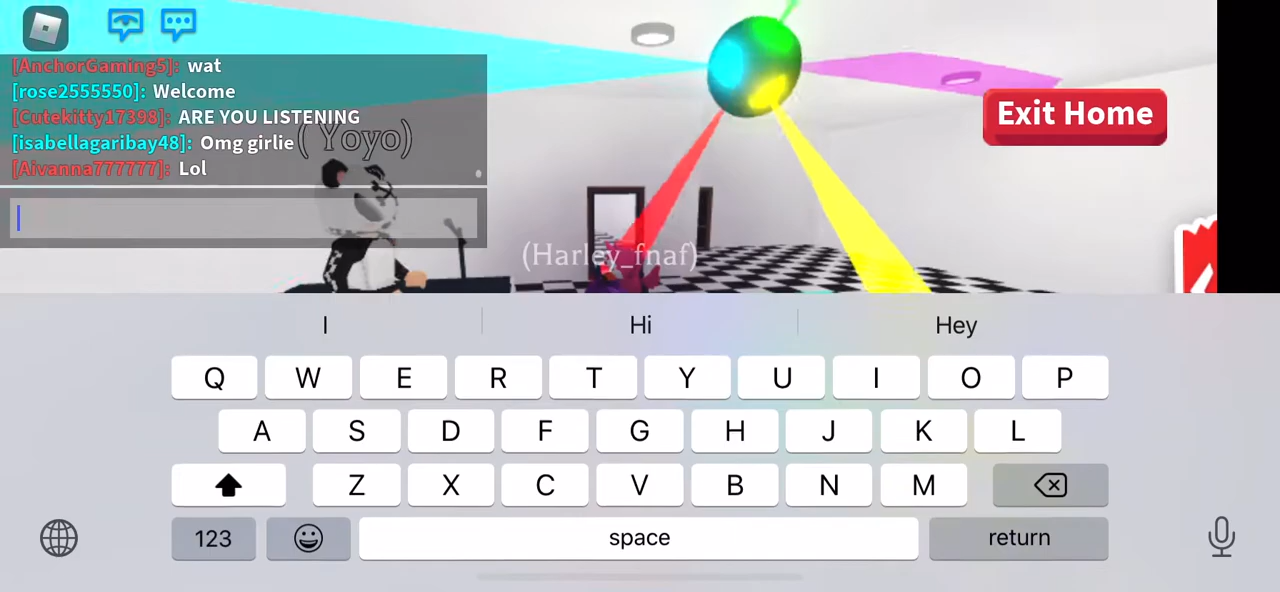 [AnchorGaming5]: wat
[rose2555550]: Welcome
[Cutekitty17398]: ARE YOU LISTENING
[isabellagaribay48]: Omg girlie
[Aivanna777777]: Lol
( Yoyo)
Exit Home
(Harley_fnaf)
I Hi Hey
Q W E R T Y U I O P
A S D F G H J K L
Z X C V B N M
123 space return